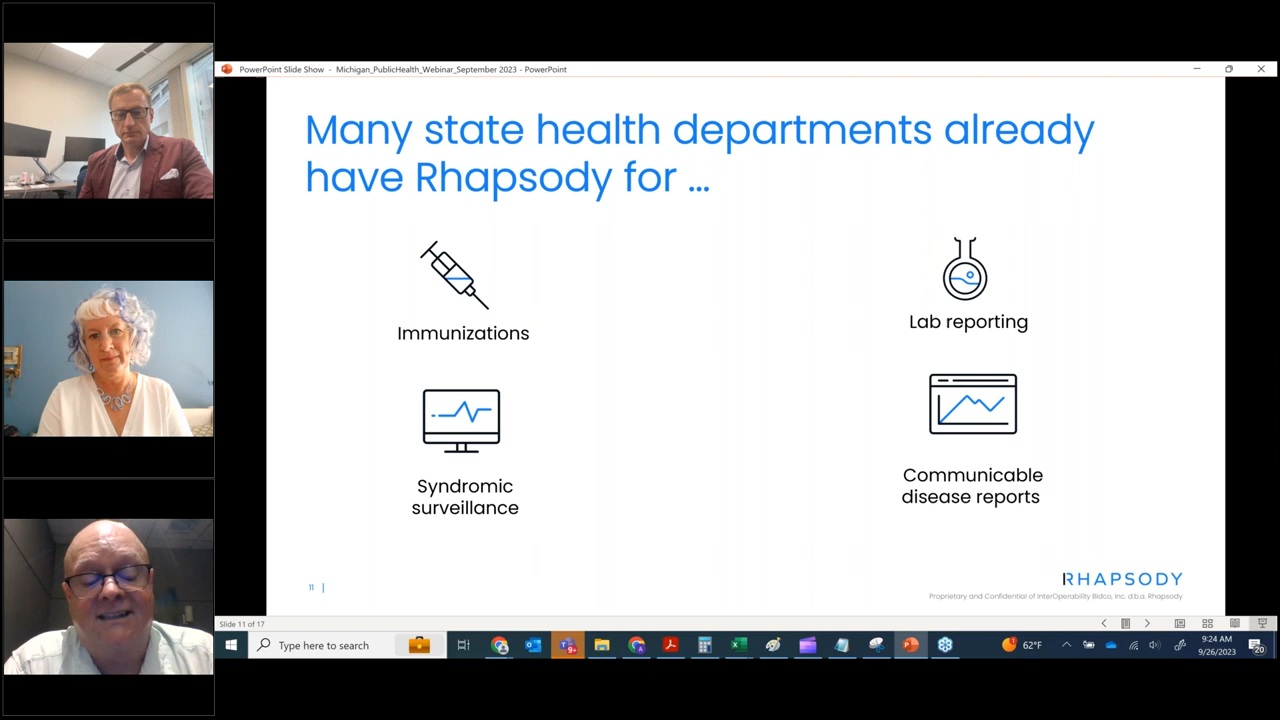 PowerPoint Slide Show - Michigan_PublicHealth_Webinar_September 2023 - PowerPoint
Many state health departments already
have Rhapsody for ...
Immunizations
Lab reporting
Syndromic
surveillance
Communicable
disease reports
11 |
RHAPSODY
Proprietary and Confidential of InterOperability Bidco, Inc. d.b.a. Rhapsody
Slide 11 of 17
Type here to search
9+
62°F
9:24 AM
9/26/2023
20